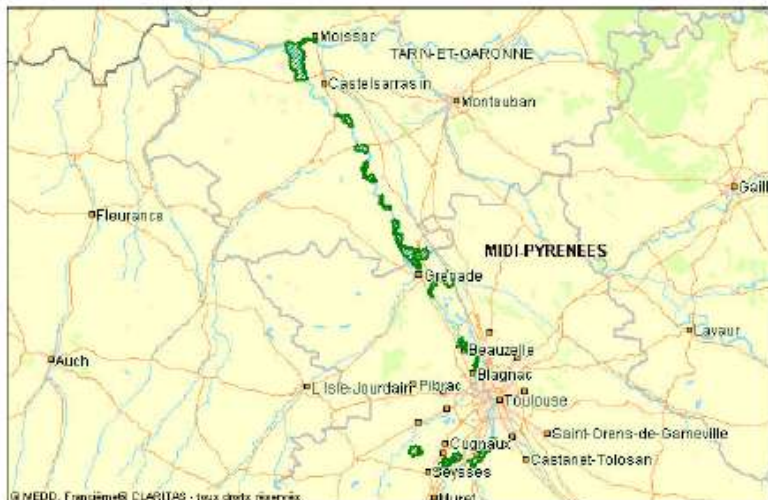 Moissac
TARN-ET-GARONNE
Castelsarrasin
Montauban
Gaill
Fleurance
MIDI-PYRENEES
Grenade
Lavaur
Beauzelle
Auch
Blagnac
L'Isle-Jourdain
Pibrac
Toulouse
Saint-Orens-de-Gameville
Cugnaux
Castanet-Tolosan
Seysses
Muret
© MEDD, Francième© CLARITAS - tous droits réservés